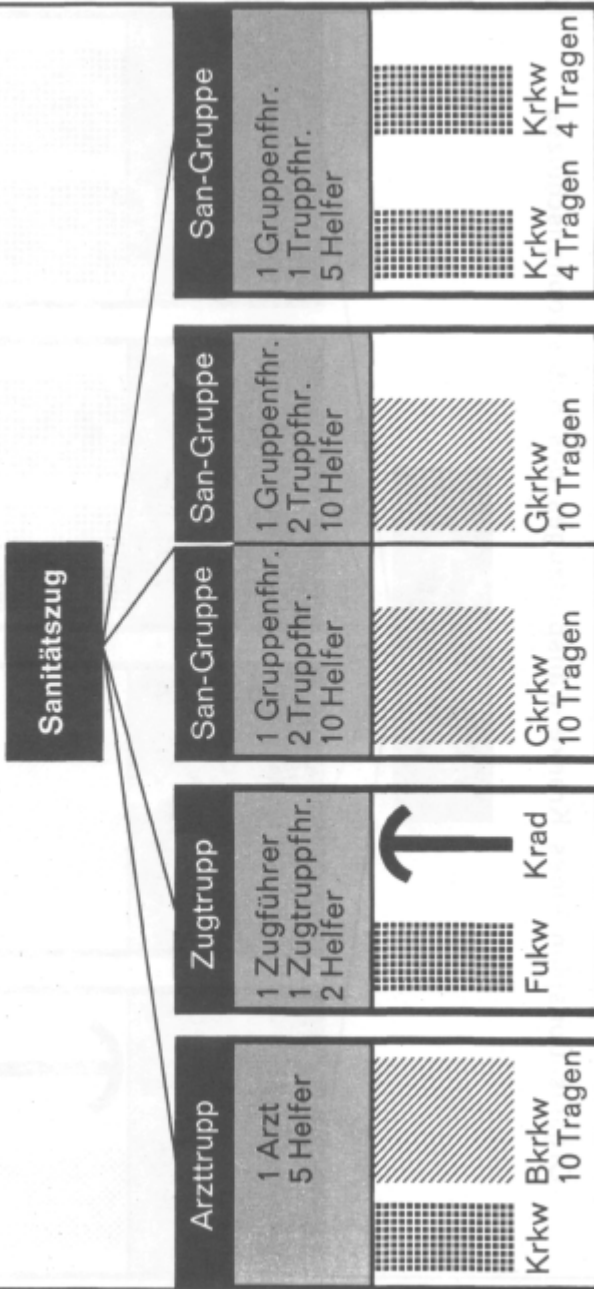 Sanitätszug
Arzttrupp
1 Arzt
5 Helfer
Krkw
Bkrkw
10 Tragen
Zugtrupp
1 Zugführer
1 Zugtruppfhr.
2 Helfer
Fukw
Krad
San-Gruppe
1 Gruppenfhr.
2 Truppfhr.
10 Helfer
Gkrkw
10 Tragen
San-Gruppe
1 Gruppenfhr.
2 Truppfhr.
10 Helfer
Gkrkw
10 Tragen
San-Gruppe
1 Gruppenfhr.
1 Truppfhr.
5 Helfer
Krkw
4 Tragen
Krkw
4 Tragen